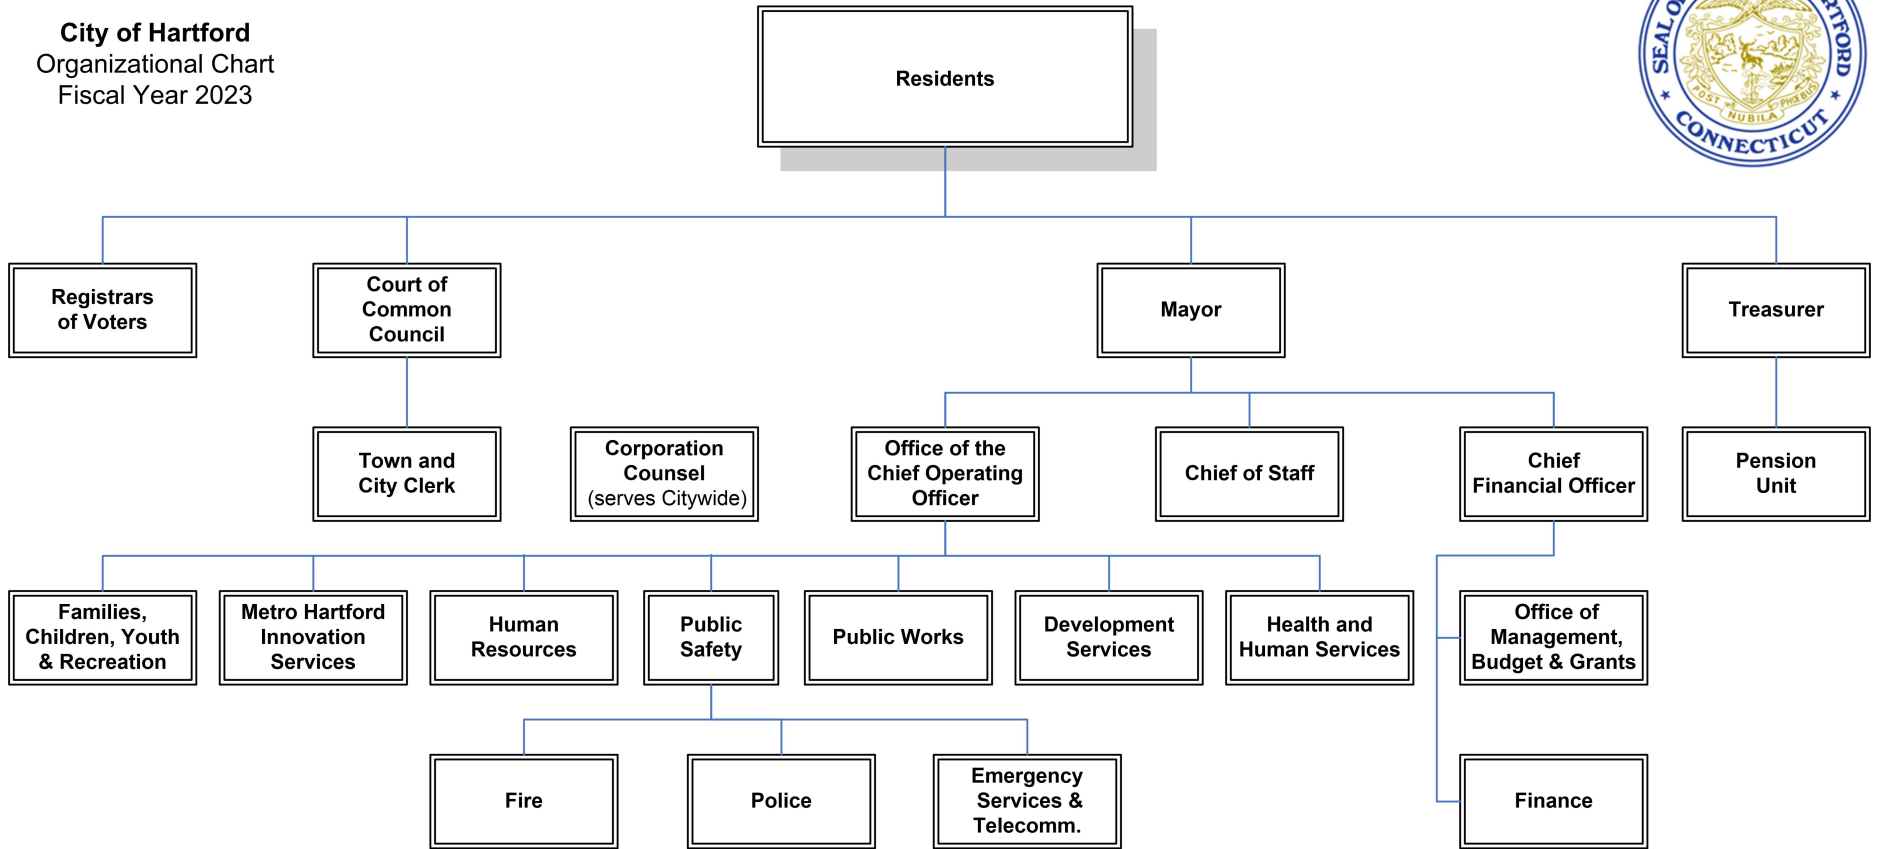 City of Hartford
Organizational Chart
Fiscal Year 2023
Residents
CONNECTICUT
POST
NUBILA
PHŒBUS
Registrars
of Voters
Court of
Common
Council
Mayor
Treasurer
Town and
City Clerk
Corporation
Counsel
(serves Citywide)
Office of the
Chief Operating
Officer
Chief of Staff
Chief
Financial Officer
Pension
Unit
Families,
Children, Youth
& Recreation
Metro Hartford
Innovation
Services
Human
Resources
Public
Safety
Public Works
Development
Services
Health and
Human Services
Office of
Management,
Budget & Grants
Fire
Police
Emergency
Services &
Telecomm.
Finance